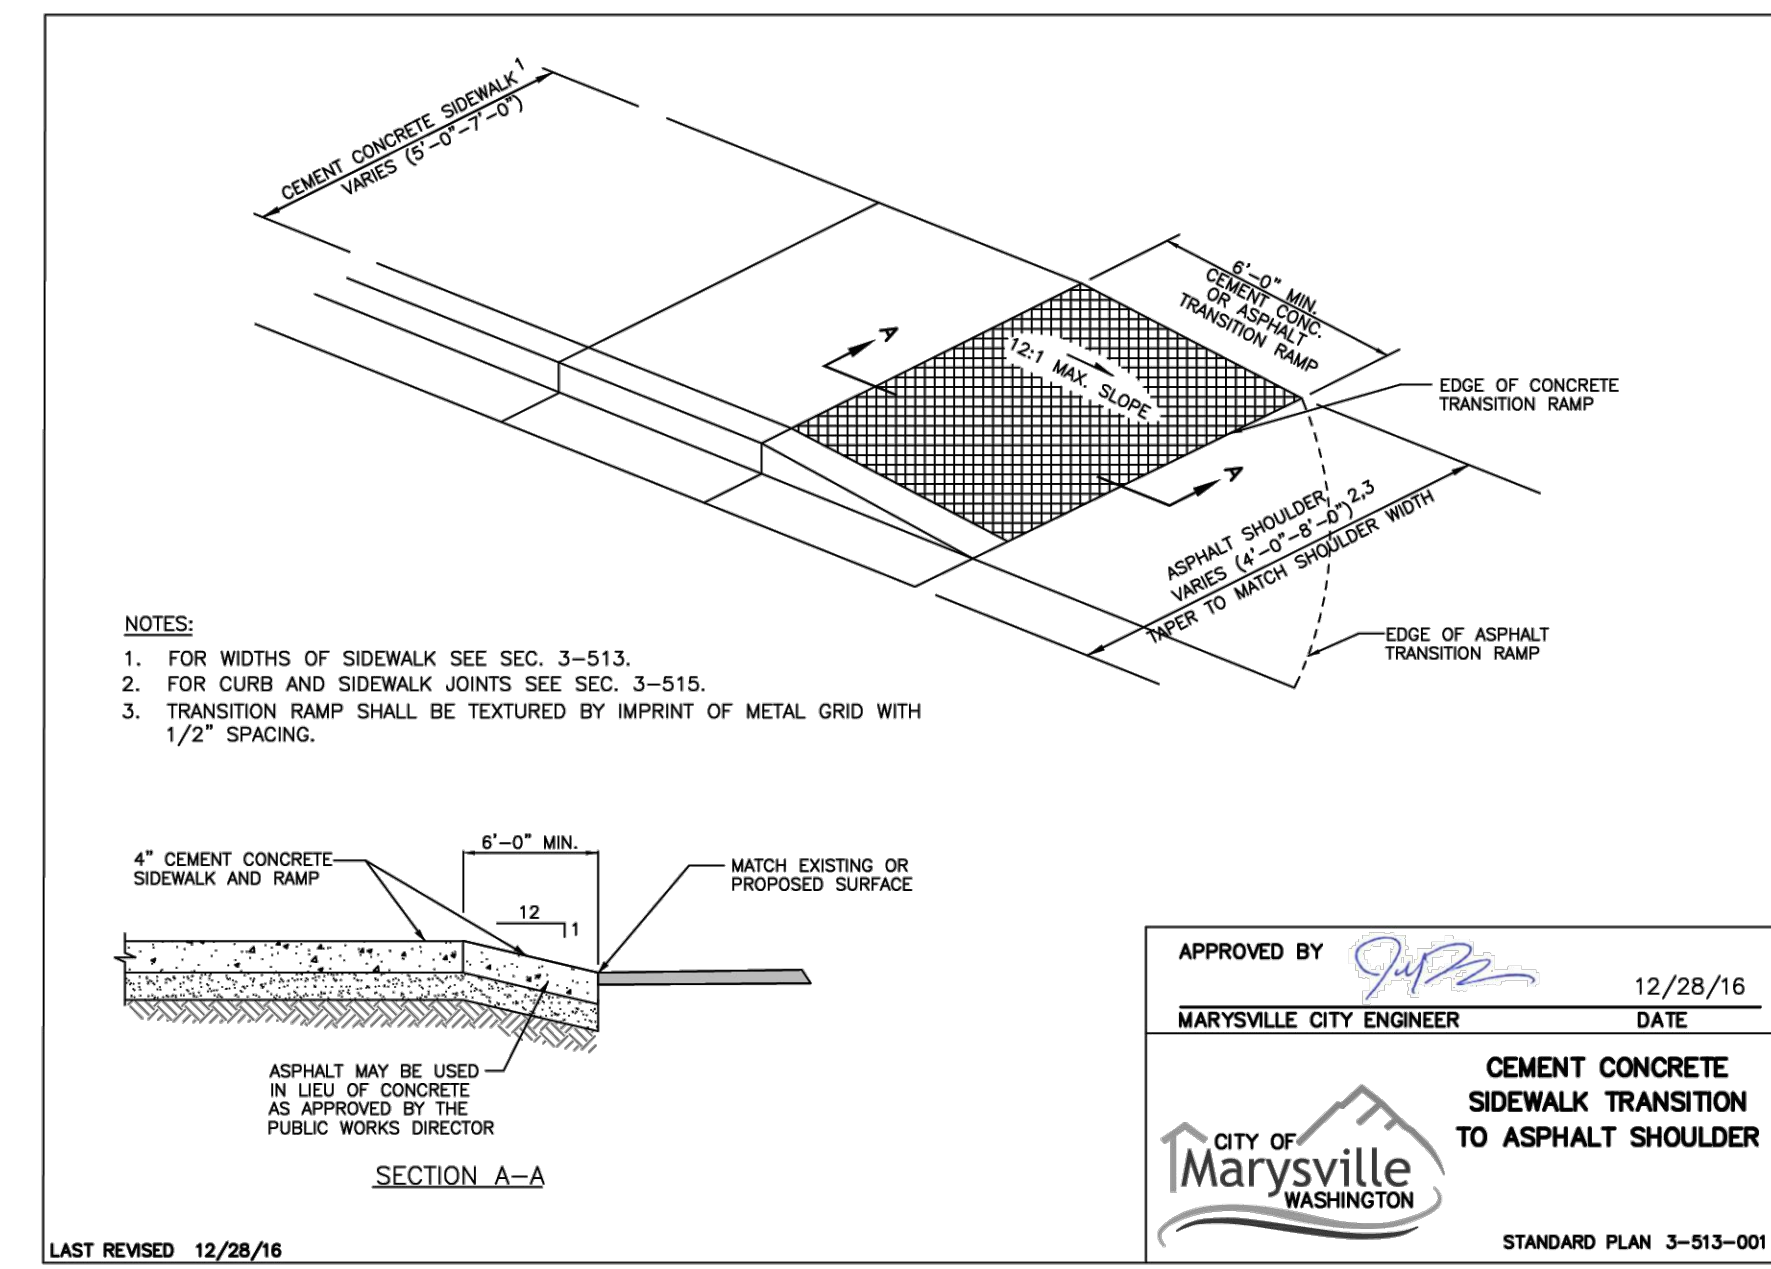 CEMENT CONCRETE SIDEWALK 1
VARIES (5'-0"-7'-0")
6'-0" MIN.
CEMENT CONC.
OR ASPHALT
TRANSITION RAMP
A
12:1 MAX. SLOPE
EDGE OF CONCRETE
TRANSITION RAMP
A
ASPHALT SHOULDER
VARIES (4'-0"-8'-0") 2,3
TAPER TO MATCH SHOULDER WIDTH
EDGE OF ASPHALT
TRANSITION RAMP
NOTES:
1. FOR WIDTHS OF SIDEWALK SEE SEC. 3-513.
2. FOR CURB AND SIDEWALK JOINTS SEE SEC. 3-515.
3. TRANSITION RAMP SHALL BE TEXTURED BY IMPRINT OF METAL GRID WITH
1/2" SPACING.
6'-0" MIN.
4" CEMENT CONCRETE
SIDEWALK AND RAMP
MATCH EXISTING OR
PROPOSED SURFACE
12
1
ASPHALT MAY BE USED
IN LIEU OF CONCRETE
AS APPROVED BY THE
PUBLIC WORKS DIRECTOR
SECTION A-A
LAST REVISED 12/28/16
APPROVED BY
12/28/16
MARYSVILLE CITY ENGINEER DATE
CEMENT CONCRETE
SIDEWALK TRANSITION
TO ASPHALT SHOULDER
CITY OF
Marysville
WASHINGTON
STANDARD PLAN 3-513-001